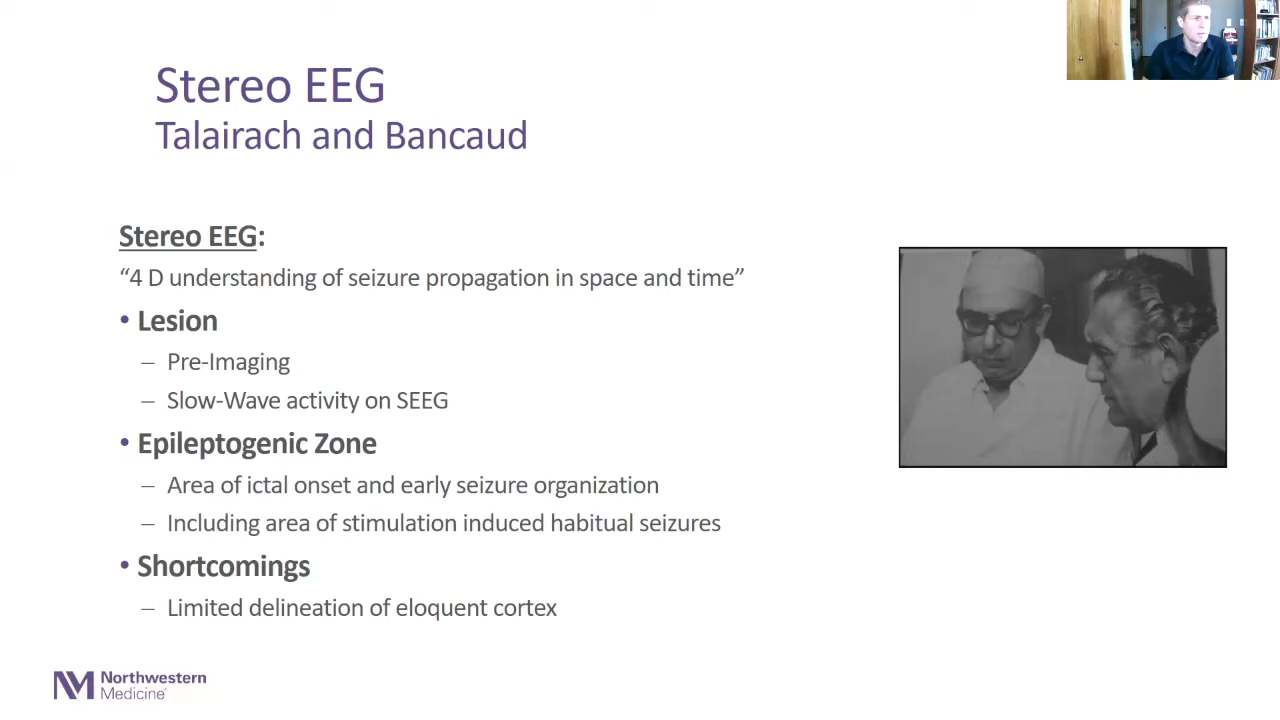 Stereo EEG
Talairach and Bancaud
Stereo EEG:
“4 D understanding of seizure propagation in space and time”
• Lesion
– Pre-Imaging
– Slow-Wave activity on SEEG
• Epileptogenic Zone
– Area of ictal onset and early seizure organization
– Including area of stimulation induced habitual seizures
• Shortcomings
– Limited delineation of eloquent cortex
Northwestern
Medicine